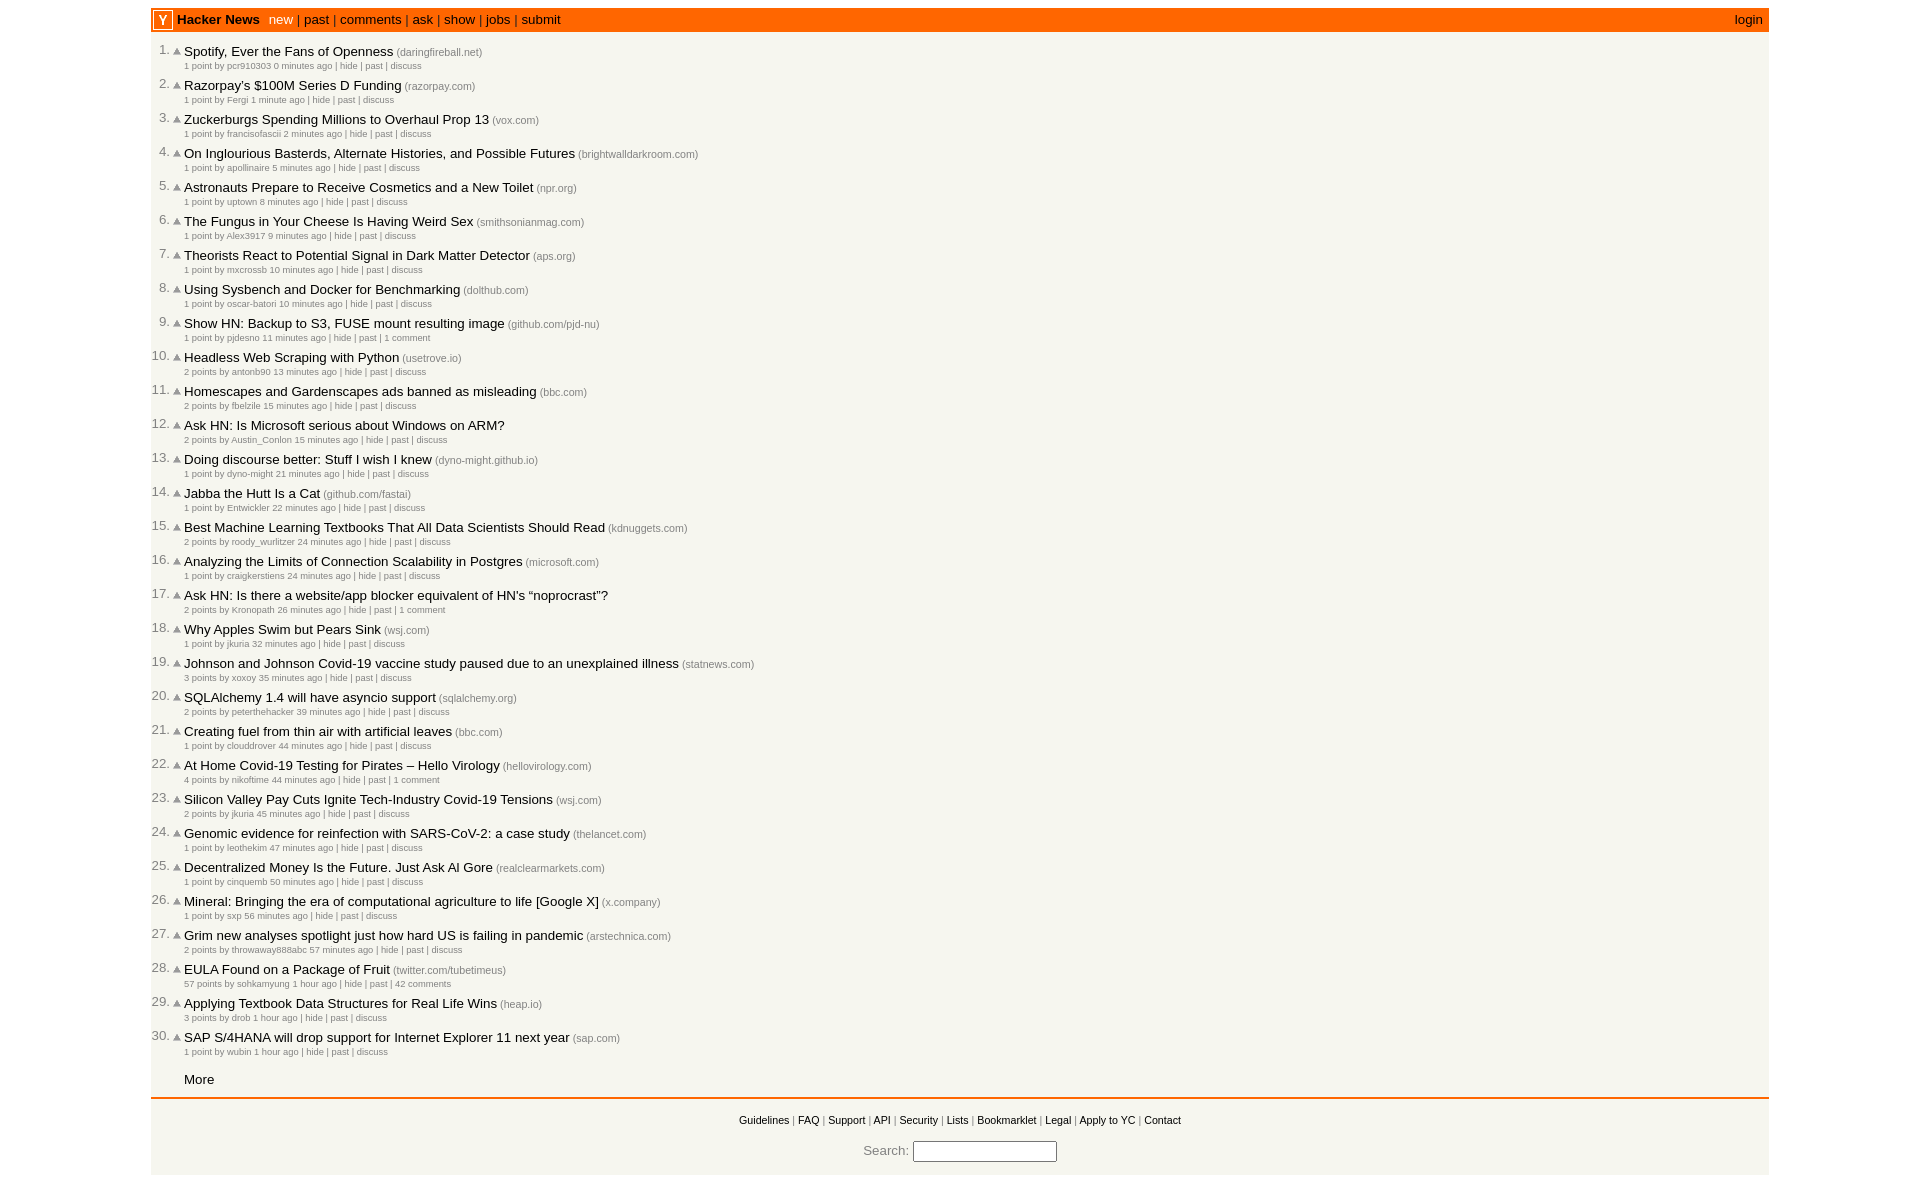 Y Hacker News new | past | comments | ask | show | jobs | submit login
1. Spotify, Ever the Fans of Openness (daringfireball.net)
1 point by pcr910303 0 minutes ago | hide | past | discuss
2. Razorpay's $100M Series D Funding (razorpay.com)
1 point by Fergi 1 minute ago | hide | past | discuss
3. Zuckerburgs Spending Millions to Overhaul Prop 13 (vox.com)
1 point by francisofascii 2 minutes ago | hide | past | discuss
4. On Inglourious Basterds, Alternate Histories, and Possible Futures (brightwalldarkroom.com)
1 point by apollinaire 5 minutes ago | hide | past | discuss
5. Astronauts Prepare to Receive Cosmetics and a New Toilet (npr.org)
1 point by uptown 8 minutes ago | hide | past | discuss
6. The Fungus in Your Cheese Is Having Weird Sex (smithsonianmag.com)
1 point by Alex3917 9 minutes ago | hide | past | discuss
7. Theorists React to Potential Signal in Dark Matter Detector (aps.org)
1 point by mxcrossb 10 minutes ago | hide | past | discuss
8. Using Sysbench and Docker for Benchmarking (dolthub.com)
1 point by oscar-batori 10 minutes ago | hide | past | discuss
9. Show HN: Backup to S3, FUSE mount resulting image (github.com/pjd-nu)
1 point by pjdesno 11 minutes ago | hide | past | 1 comment
10. Headless Web Scraping with Python (usetrove.io)
2 points by antonb90 13 minutes ago | hide | past | discuss
11. Homescapes and Gardenscapes ads banned as misleading (bbc.com)
2 points by fbelzile 15 minutes ago | hide | past | discuss
12. Ask HN: Is Microsoft serious about Windows on ARM?
2 points by Austin_Conlon 15 minutes ago | hide | past | discuss
13. Doing discourse better: Stuff I wish I knew (dyno-might.github.io)
1 point by dyno-might 21 minutes ago | hide | past | discuss
14. Jabba the Hutt Is a Cat (github.com/fastai)
1 point by Entwickler 22 minutes ago | hide | past | discuss
15. Best Machine Learning Textbooks That All Data Scientists Should Read (kdnuggets.com)
2 points by roody_wurlitzer 24 minutes ago | hide | past | discuss
16. Analyzing the Limits of Connection Scalability in Postgres (microsoft.com)
1 point by craigkerstiens 24 minutes ago | hide | past | discuss
17. Ask HN: Is there a website/app blocker equivalent of HN's “noprocrast”?
2 points by Kronopath 26 minutes ago | hide | past | 1 comment
18. Why Apples Swim but Pears Sink (wsj.com)
1 point by jkuria 32 minutes ago | hide | past | discuss
19. Johnson and Johnson Covid-19 vaccine study paused due to an unexplained illness (statnews.com)
3 points by xoxoy 35 minutes ago | hide | past | discuss
20. SQLAlchemy 1.4 will have asyncio support (sqlalchemy.org)
2 points by peterthehacker 39 minutes ago | hide | past | discuss
21. Creating fuel from thin air with artificial leaves (bbc.com)
1 point by clouddrover 44 minutes ago | hide | past | discuss
22. At Home Covid-19 Testing for Pirates – Hello Virology (hellovirology.com)
4 points by nikoftime 44 minutes ago | hide | past | 1 comment
23. Silicon Valley Pay Cuts Ignite Tech-Industry Covid-19 Tensions (wsj.com)
2 points by jkuria 45 minutes ago | hide | past | discuss
24. Genomic evidence for reinfection with SARS-CoV-2: a case study (thelancet.com)
1 point by leothekim 47 minutes ago | hide | past | discuss
25. Decentralized Money Is the Future. Just Ask Al Gore (realclearmarkets.com)
1 point by cinquemb 50 minutes ago | hide | past | discuss
26. Mineral: Bringing the era of computational agriculture to life [Google X] (x.company)
1 point by sxp 56 minutes ago | hide | past | discuss
27. Grim new analyses spotlight just how hard US is failing in pandemic (arstechnica.com)
2 points by throwaway888abc 57 minutes ago | hide | past | discuss
28. EULA Found on a Package of Fruit (twitter.com/tubetimeus)
57 points by sohkamyung 1 hour ago | hide | past | 42 comments
29. Applying Textbook Data Structures for Real Life Wins (heap.io)
3 points by drob 1 hour ago | hide | past | discuss
30. SAP S/4HANA will drop support for Internet Explorer 11 next year (sap.com)
1 point by wubin 1 hour ago | hide | past | discuss
More
Guidelines | FAQ | Support | API | Security | Lists | Bookmarklet | Legal | Apply to YC | Contact
Search: